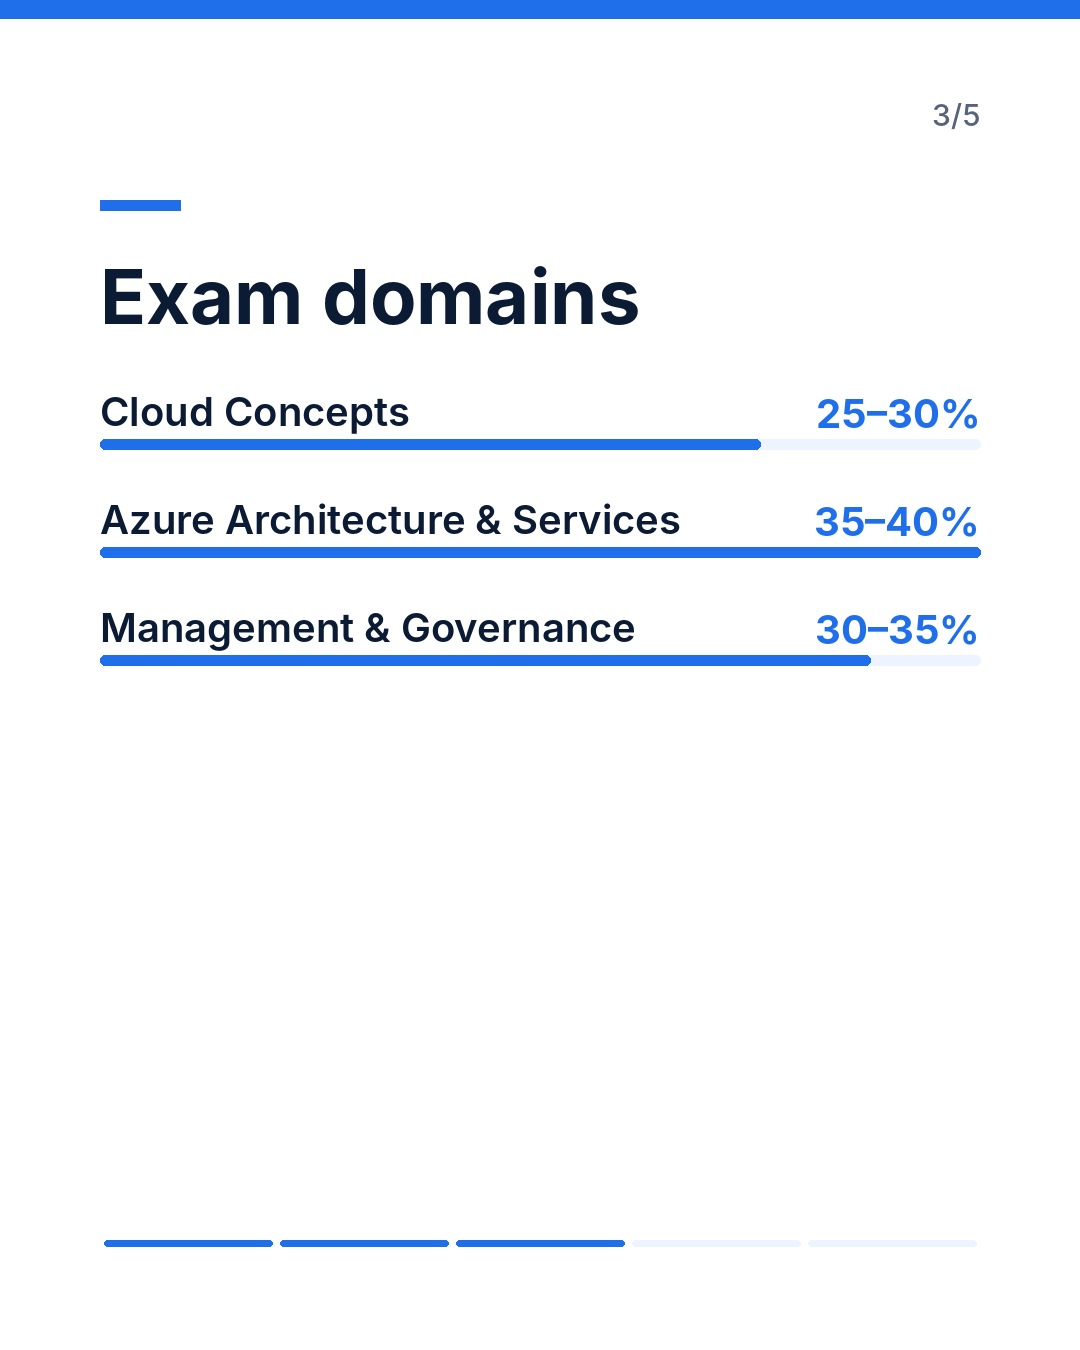 3/5
Exam domains
Cloud Concepts 25–30%
Azure Architecture & Services 35–40%
Management & Governance 30–35%